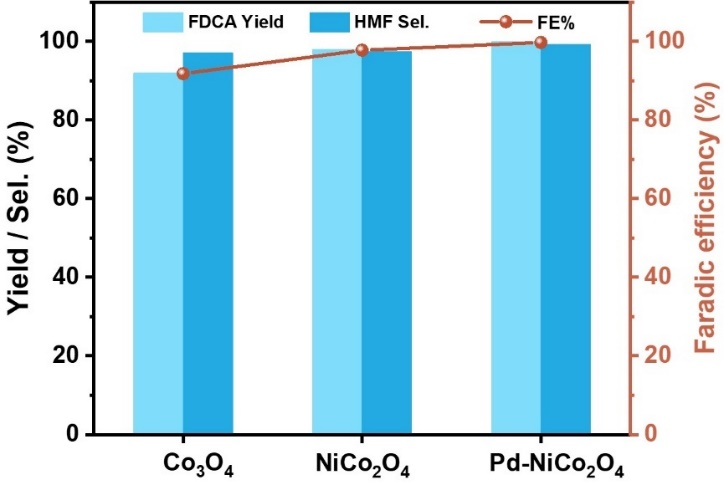 FDCA Yield HMF Sel. FE%
Yield / Sel. (%)
100 100
80 80
60 60
40 40
20 20
0 0
Faradic efficiency (%)
Co₃O₄ NiCo₂O₄ Pd-NiCo₂O₄